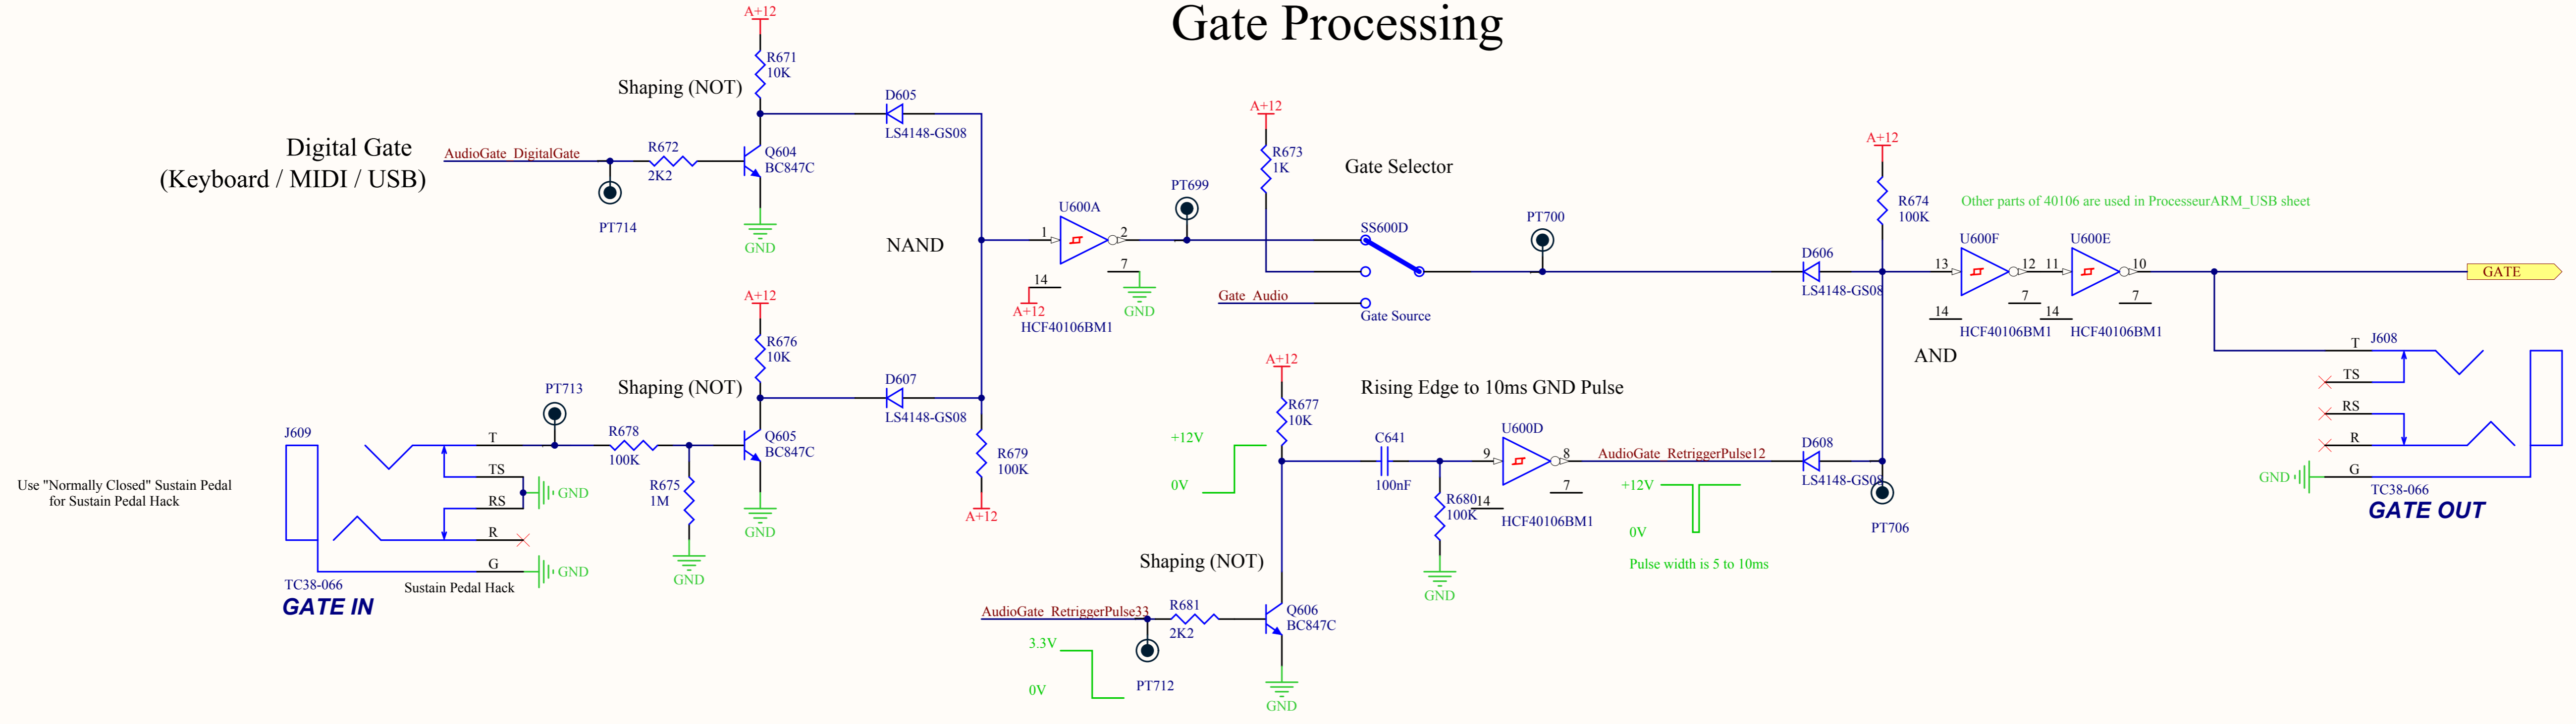 Gate Processing
A+12
R671
10K
Shaping (NOT)
D605
LS4148-GS08
Digital Gate
(Keyboard / MIDI / USB)
AudioGate_DigitalGate
R672
2K2
Q604
BC847C
PT714
GND
A+12
R673
1K
Gate Selector
PT699
U600A
NAND
1
2
14
7
A+12
GND
HCF40106BM1
SS600D
PT700
Gate_Audio
Gate Source
A+12
R674
100K
Other parts of 40106 are used in ProcesseurARM_USB sheet
D606
LS4148-GS08
U600F
U600E
13
12
11
10
14
7
14
7
HCF40106BM1
HCF40106BM1
AND
GATE
A+12
R676
10K
Shaping (NOT)
D607
LS4148-GS08
PT713
J609
T
R678
100K
Q605
BC847C
TS
RS
GND
R
G
GND
R675
1M
GND
GND
R679
100K
A+12
Use "Normally Closed" Sustain Pedal
for Sustain Pedal Hack
TC38-066
Sustain Pedal Hack
GATE IN
A+12
Rising Edge to 10ms GND Pulse
R677
10K
+12V
0V
C641
100nF
U600D
9
8
14
7
HCF40106BM1
AudioGate_RetriggerPulse12
D608
LS4148-GS08
+12V
0V
Pulse width is 5 to 10ms
PT706
R680
100K
GND
Shaping (NOT)
AudioGate_RetriggerPulse33
R681
2K2
Q606
BC847C
3.3V
0V
PT712
GND
J608
T
TS
RS
R
G
GND
TC38-066
GATE OUT